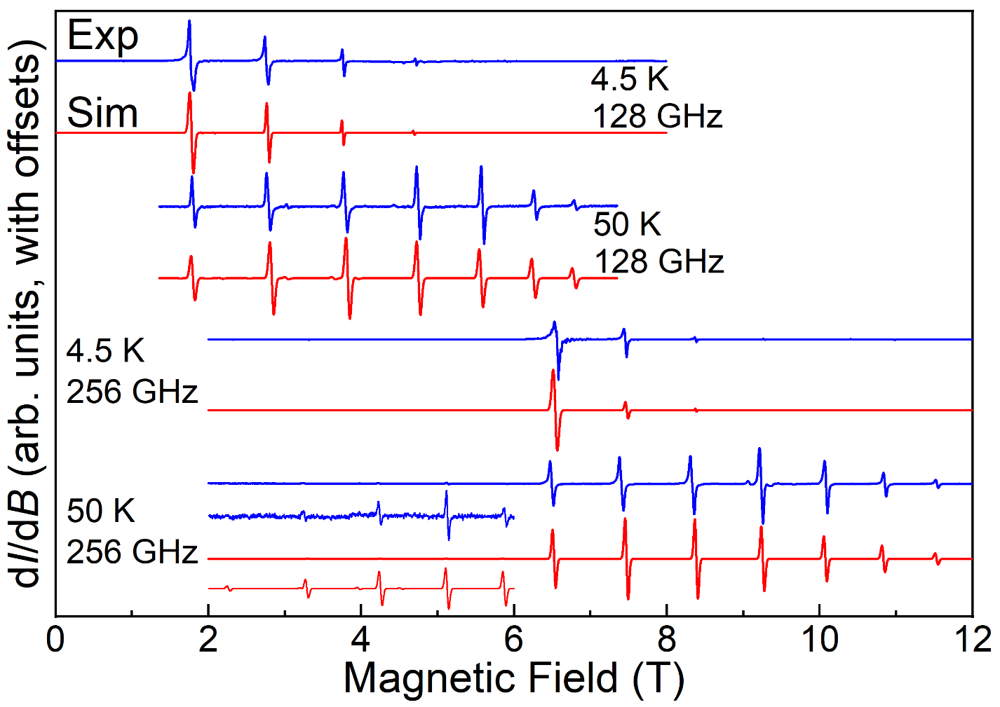 Exp
4.5 K
128 GHz
Sim
50 K
128 GHz
4.5 K
256 GHz
50 K
256 GHz
dI/dB (arb. units, with offsets)
0 2 4 6 8 10 12
Magnetic Field (T)